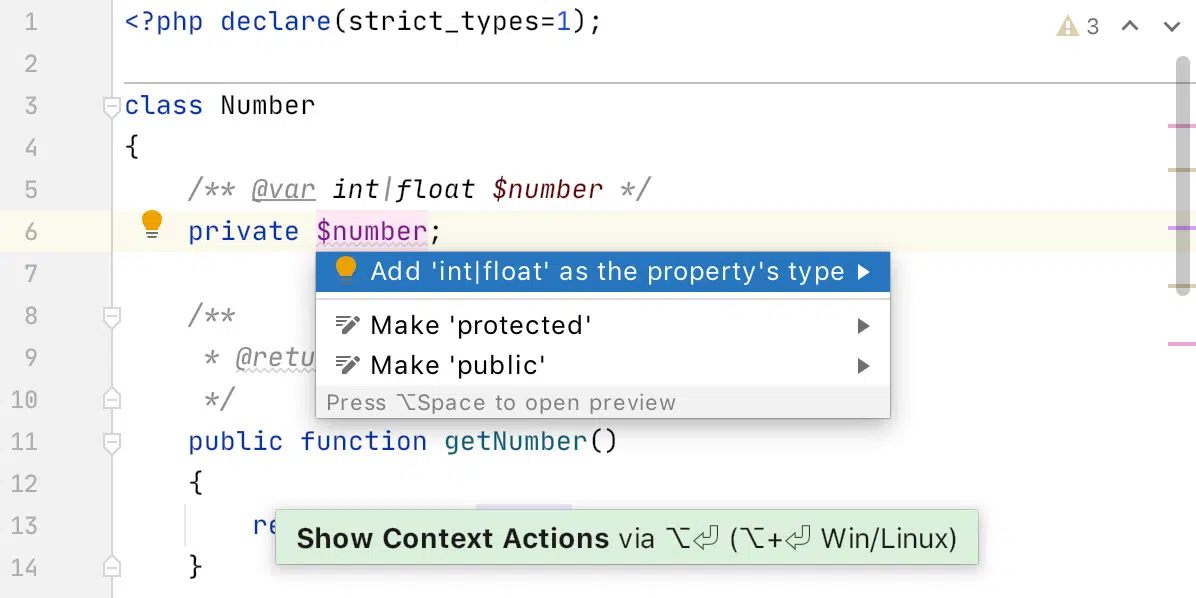 1 <?php declare(strict_types=1);
3
2
3 class Number
4 {
5 /** @var int|float $number */
6 private $number;
Add 'int|float' as the property's type
7
8 /**
Make 'protected'
9 * @retu
Make 'public'
10 */
Press ⌥Space to open preview
11 public function getNumber()
12 {
13 re
Show Context Actions via ⌥⏎ (⌥+⏎ Win/Linux)
14 }